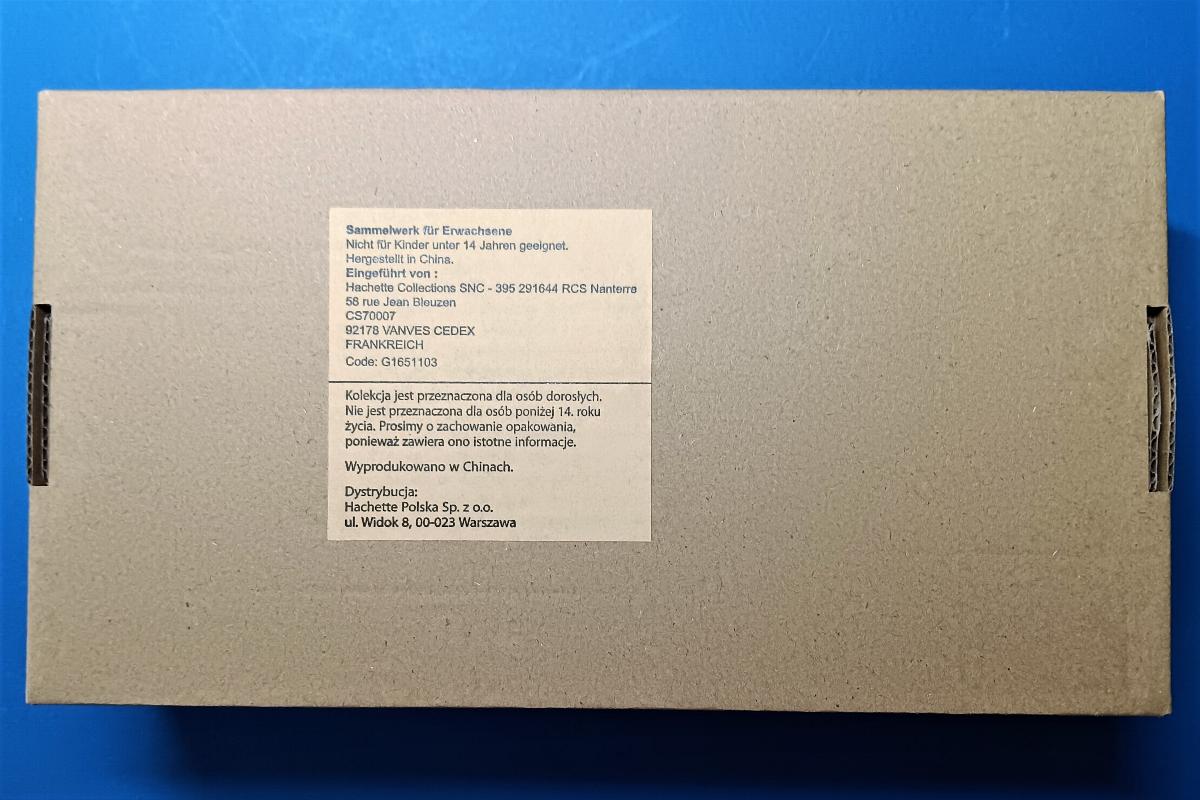 Sammelwerk für Erwachsene
Nicht für Kinder unter 14 Jahren geeignet.
Hergestellt in China.
Eingeführt von :
Hachette Collections SNC - 395 291644 RCS Nanterre
58 rue Jean Bleuzen
CS70007
92178 VANVES CEDEX
FRANKREICH
Code: G1651103
Kolekcja jest przeznaczona dla osób dorosłych.
Nie jest przeznaczona dla osób poniżej 14. roku
życia. Prosimy o zachowanie opakowania,
ponieważ zawiera ono istotne informacje.
Wyprodukowano w Chinach.
Dystrybucja:
Hachette Polska Sp. z o.o.
ul. Widok 8, 00-023 Warszawa